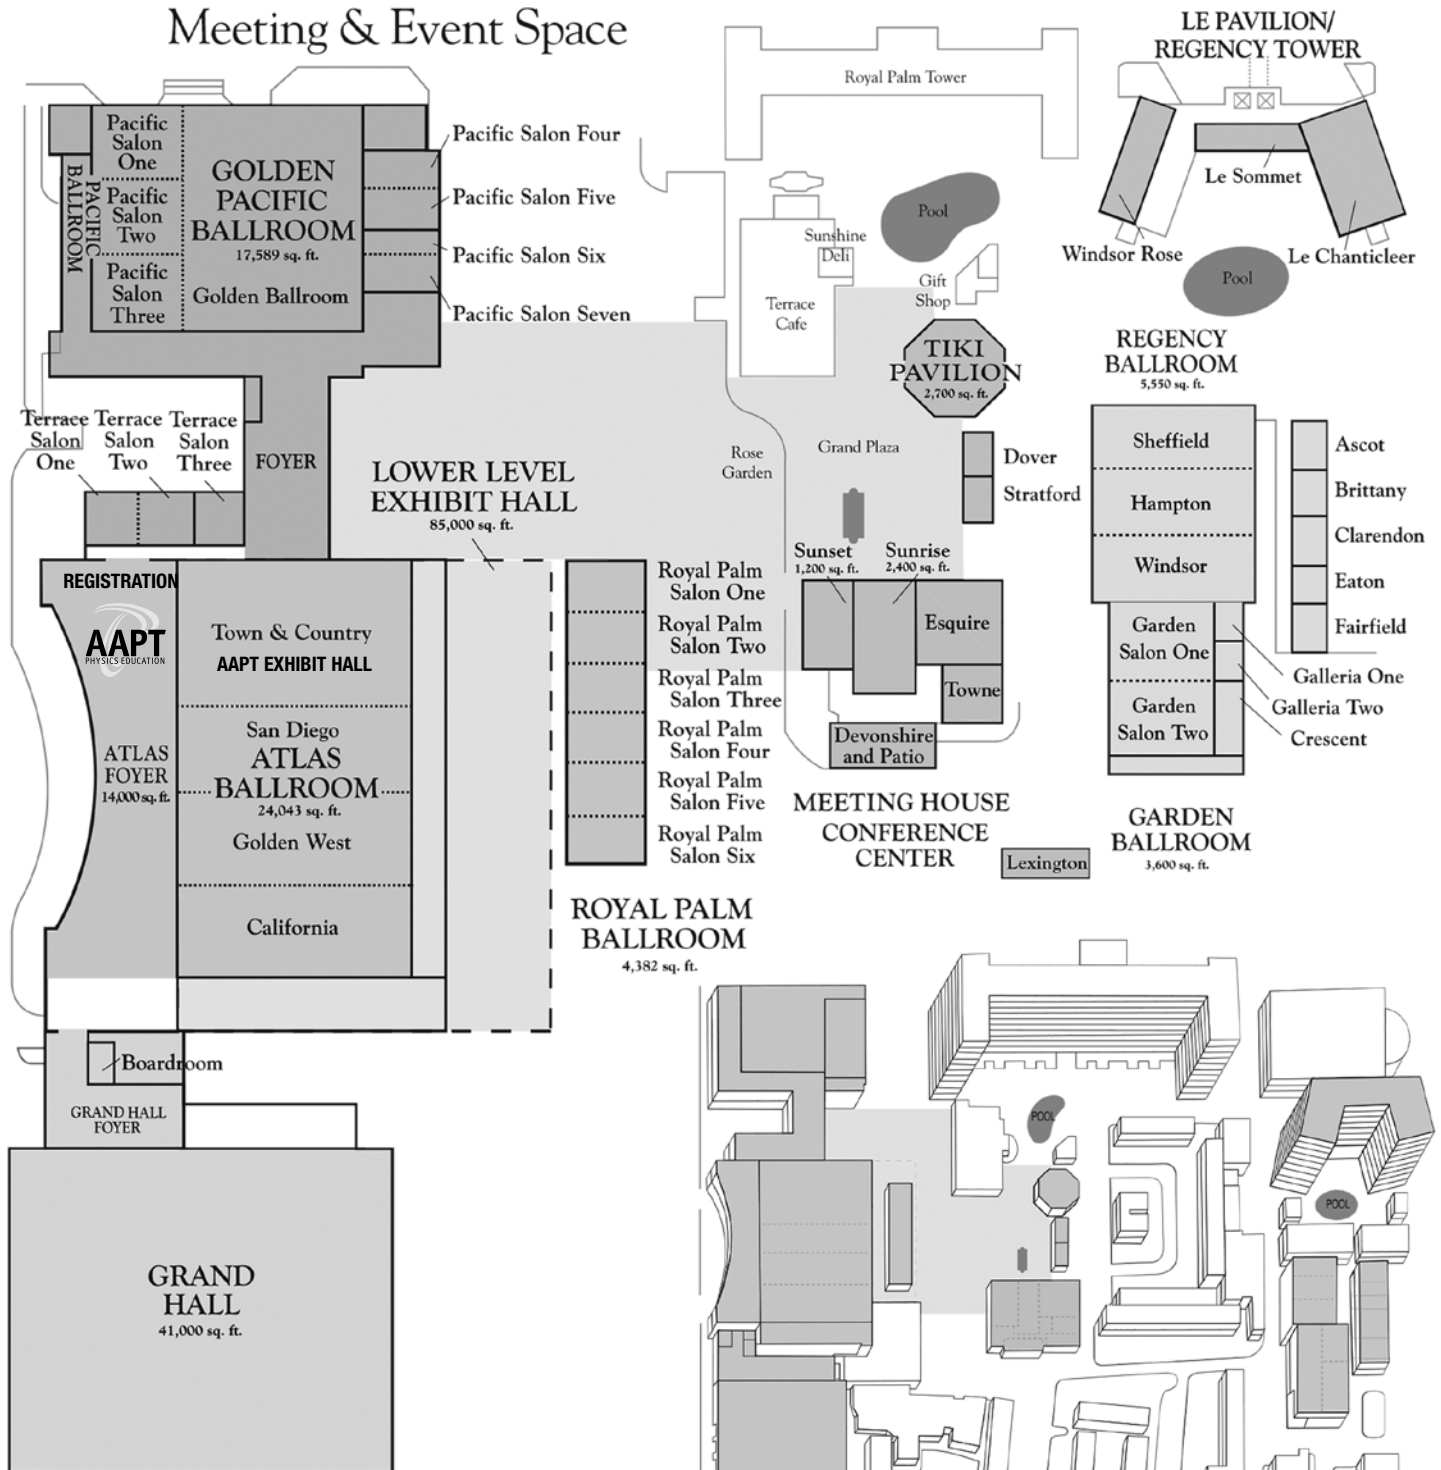 Meeting & Event Space
Pacific
Salon
One
Pacific
Salon
Two
Pacific
Salon
Three
PACIFIC
BALLROOM
GOLDEN
PACIFIC
BALLROOM
17,589 sq. ft.
Golden Ballroom
Pacific Salon Four
Pacific Salon Five
Pacific Salon Six
Pacific Salon Seven
Royal Palm Tower
Pool
Sunshine
Deli
Gift
Shop
Terrace
Cafe
TIKI
PAVILION
2,700 sq. ft.
LE PAVILION/
REGENCY TOWER
Le Sommet
Windsor Rose
Le Chanticleer
Pool
Terrace
Salon
One
Terrace
Salon
Two
Terrace
Salon
Three
FOYER
LOWER LEVEL
EXHIBIT HALL
85,000 sq. ft.
Rose
Garden
Grand Plaza
Dover
Stratford
REGENCY
BALLROOM
5,550 sq. ft.
Sheffield
Hampton
Windsor
Ascot
Brittany
Clarendon
Eaton
Fairfield
Garden
Salon One
Garden
Salon Two
Galleria One
Galleria Two
Crescent
GARDEN
BALLROOM
3,600 sq. ft.
REGISTRATION
AAPT
PHYSICS EDUCATION
Town & Country
AAPT EXHIBIT HALL
San Diego
ATLAS
BALLROOM
24,043 sq. ft.
Golden West
California
ATLAS
FOYER
14,000 sq. ft.
Royal Palm
Salon One
Royal Palm
Salon Two
Royal Palm
Salon Three
Royal Palm
Salon Four
Royal Palm
Salon Five
Royal Palm
Salon Six
ROYAL PALM
BALLROOM
4,382 sq. ft.
Sunset
1,200 sq. ft.
Sunrise
2,400 sq. ft.
Esquire
Towne
Devonshire
and Patio
MEETING HOUSE
CONFERENCE
CENTER
Lexington
Boardroom
GRAND HALL
FOYER
GRAND
HALL
41,000 sq. ft.
POOL
POOL